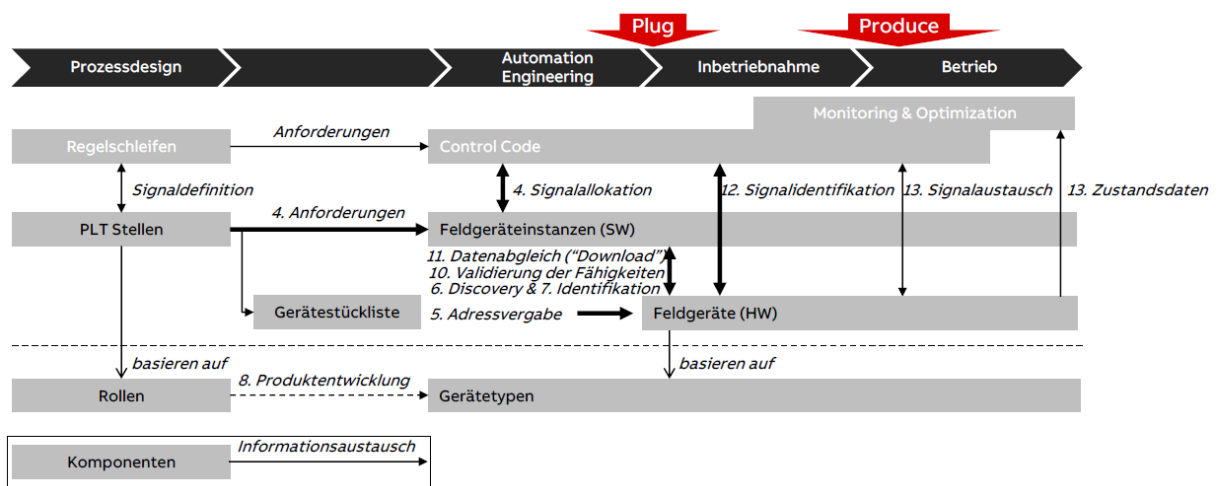 Plug
Produce
Prozessdesign
Automation
Engineering
Inbetriebnahme
Betrieb
Monitoring & Optimization
Anforderungen
Regelschleifen
Control Code
Signaldefinition
4. Signalallokation
12. Signalidentifikation
13. Signalaustausch
13. Zustandsdaten
4. Anforderungen
PLT Stellen
Feldgeräteinstanzen (SW)
11. Datenabgleich ("Download")
10. Validierung der Fähigkeiten
6. Discovery & 7. Identifikation
Gerätestückliste
5. Adressvergabe
Feldgeräte (HW)
basieren auf
basieren auf
8. Produktentwicklung
Rollen
Gerätetypen
Informationsaustausch
Komponenten